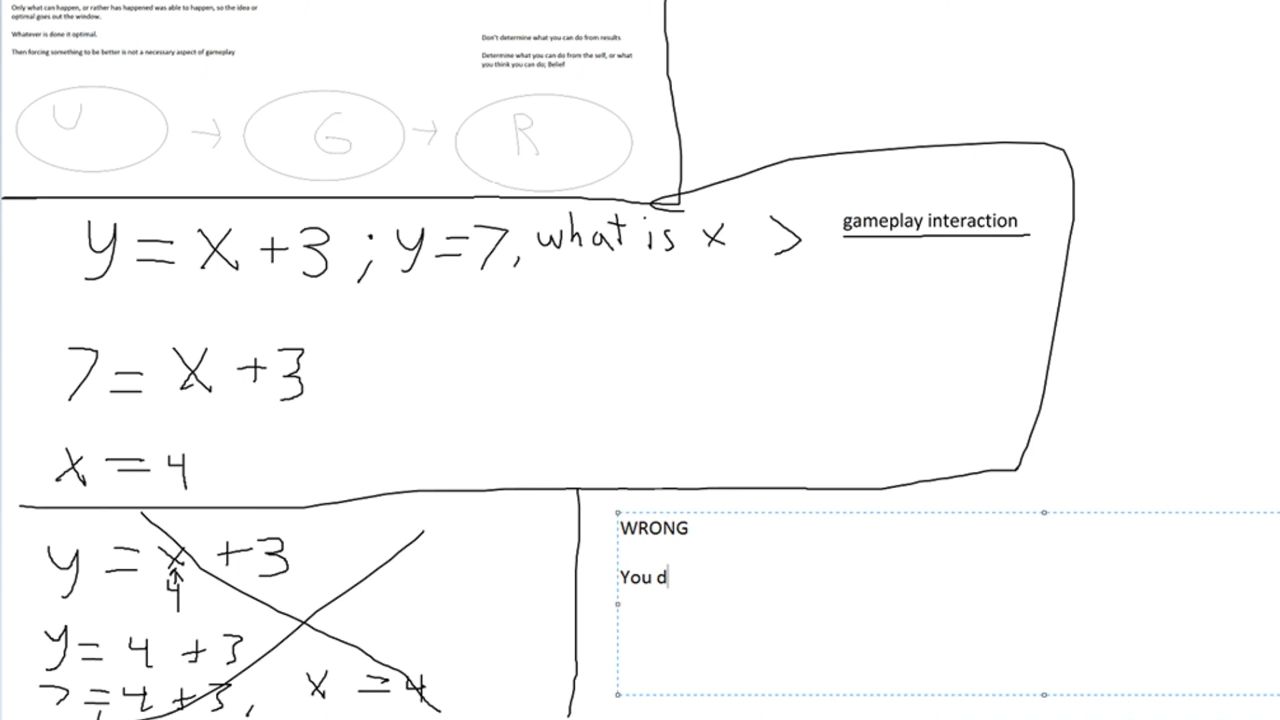 Only what can happen, or rather has happened was able to happen, so the idea or
optimal goes out the window.
Whatever is done it optimal.
Then forcing something to be better is not a necessary aspect of gameplay
Don't determine what you can do from results
Determine what you can do from the self, or what
you think you can do; Belief
U → G → R
y = x + 3 ; y = 7, what is x > gameplay interaction
7 = x + 3
x = 4
y = x + 3
↑
4
y = 4 + 3
7 = 4 + 3, x = 4
WRONG
You d